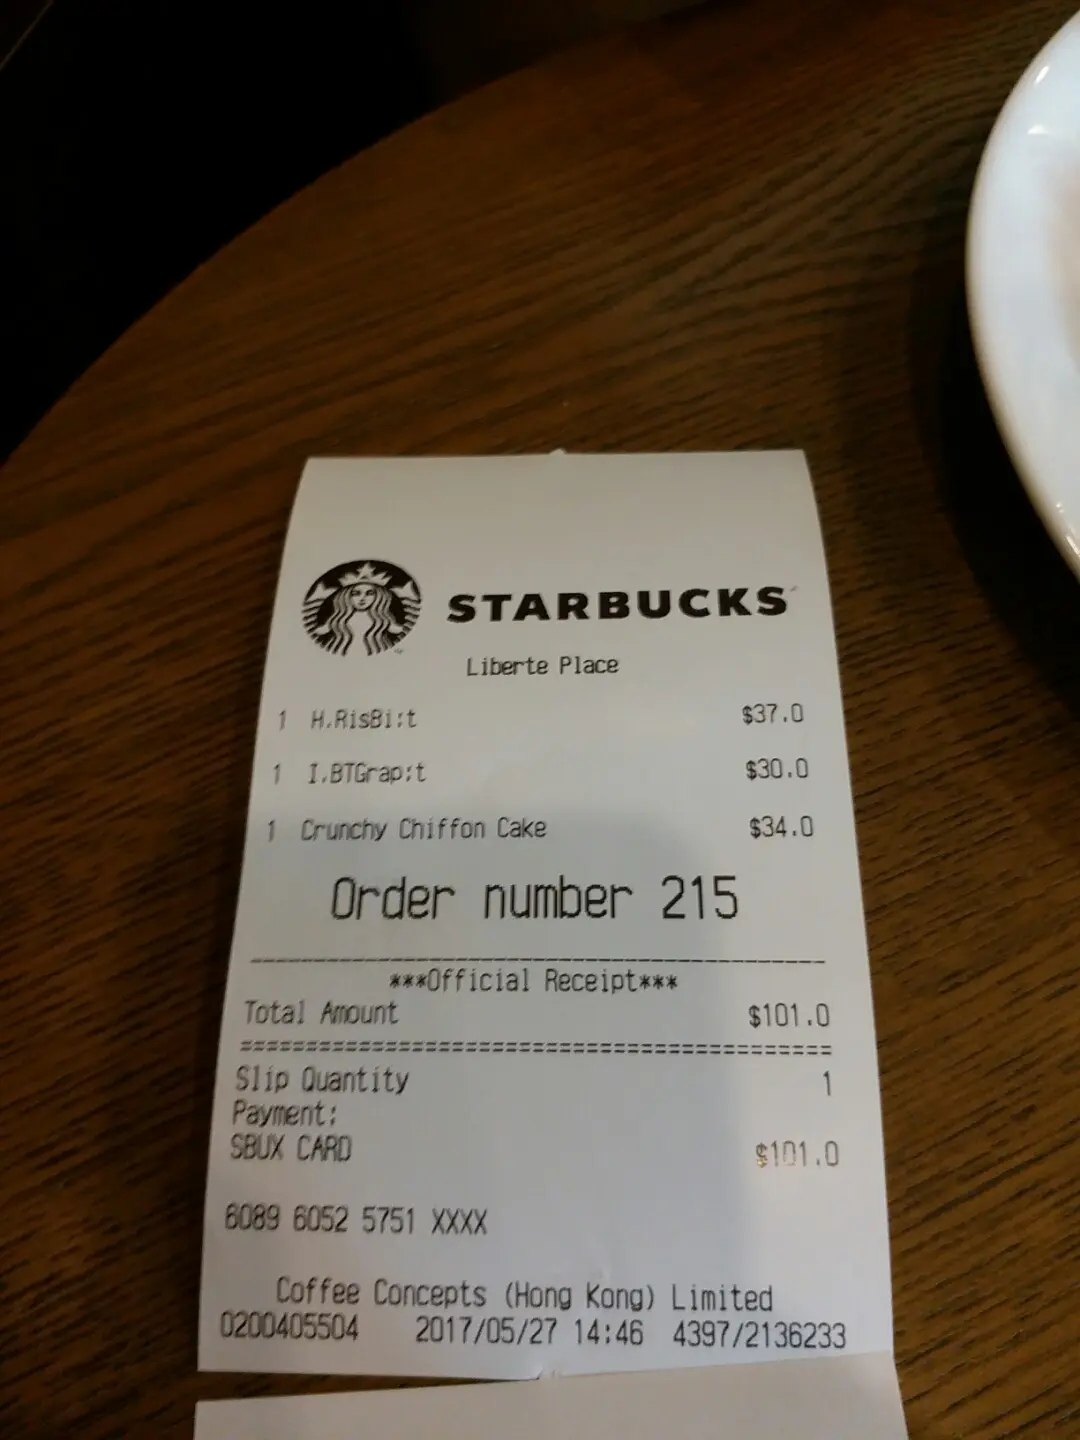 STARBUCKS
Liberte Place
1 H.RisBi:t $37.0
1 I.BTGrap:t $30.0
1 Crunchy Chiffon Cake $34.0
Order number 215
***Official Receipt***
Total Amount $101.0
Slip Quantity 1
Payment:
SBUX CARD $101.0
6089 6052 5751 XXXX
Coffee Concepts (Hong Kong) Limited
0200405504 2017/05/27 14:46 4397/2136233